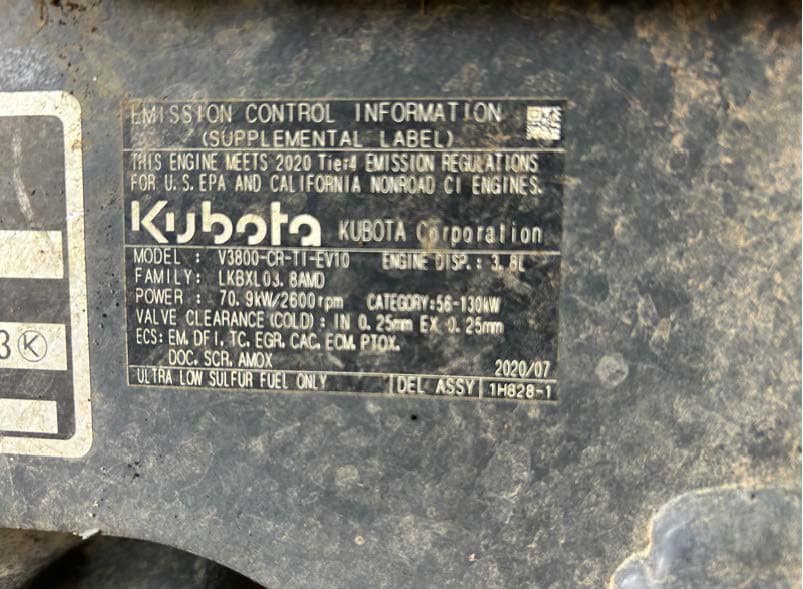 EMISSION CONTROL INFORMATION
(SUPPLEMENTAL LABEL)
THIS ENGINE MEETS 2020 Tier4 EMISSION REGULATIONS
FOR U.S. EPA AND CALIFORNIA NONROAD CI ENGINES.
Kubota KUBOTA Corporation
MODEL : V3800-CR-TI-EV10 ENGINE DISP.: 3.8L
FAMILY: LKBXL03.8AMD
POWER : 70.9kW/2600rpm CATEGORY:56-130kW
VALVE CLEARANCE(COLD): IN 0.25mm EX 0.25mm
ECS: EM, DFI, TC, EGR, CAC, ECM, PTOX,
DOC, SCR, AMOX 2020/07
ULTRA LOW SULFUR FUEL ONLY DEL ASSY 1H828-1
3 K